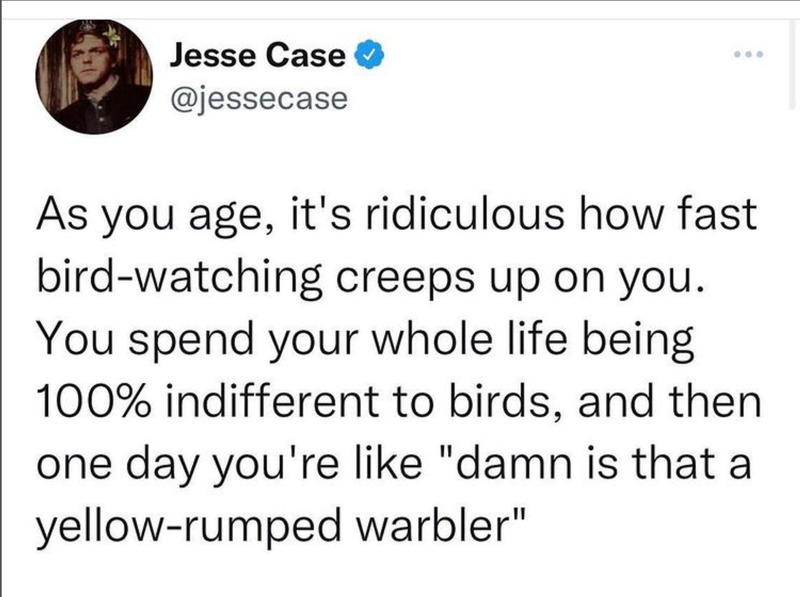 Jesse Case
@jessecase
As you age, it's ridiculous how fast
bird-watching creeps up on you.
You spend your whole life being
100% indifferent to birds, and then
one day you're like "damn is that a
yellow-rumped warbler"